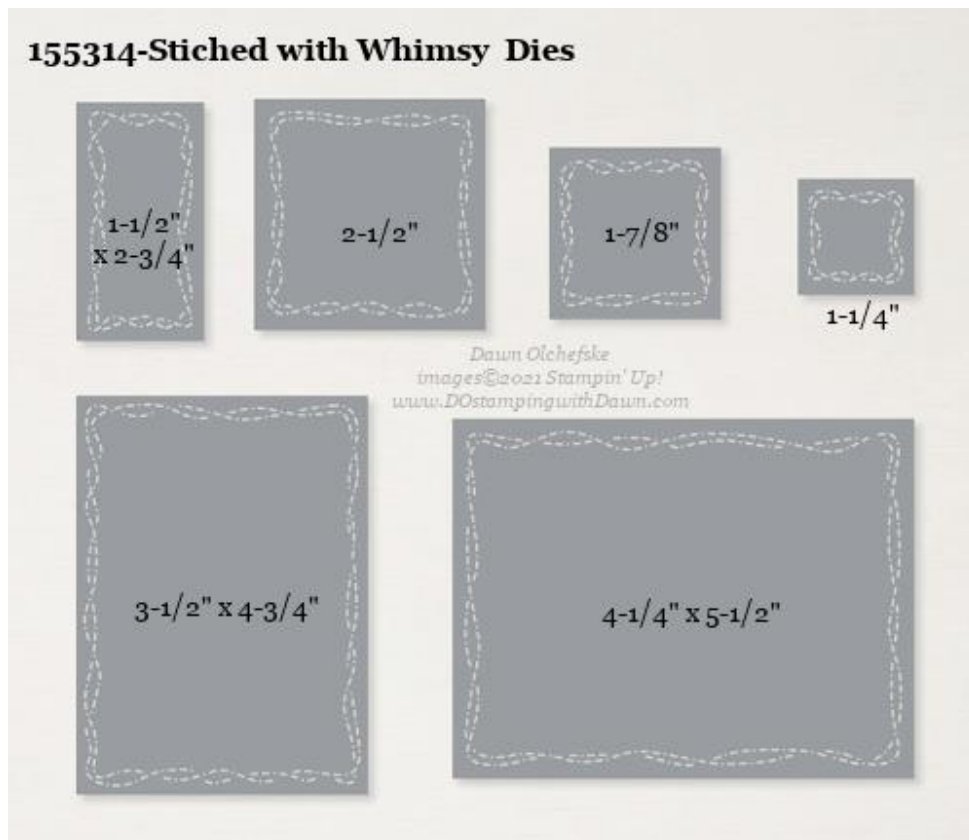 155314-Stiched with Whimsy  Dies
1-1/2"
x 2-3/4"
2-1/2"
1-7/8"
1-1/4"
Dawn Olchefske
images©2021 Stampin' Up!
www.DOstampingwithDawn.com
3-1/2" x 4-3/4"
4-1/4" x 5-1/2"